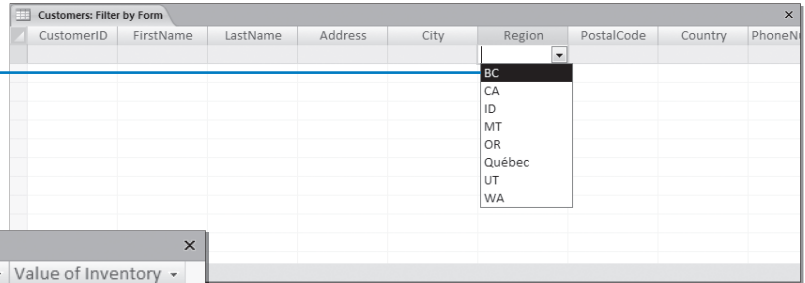 Customers: Filter by Form
CustomerID FirstName LastName Address City Region PostalCode Country
BC
CA
ID
MT
OR
Québec
UT
WA
Value of Inventory